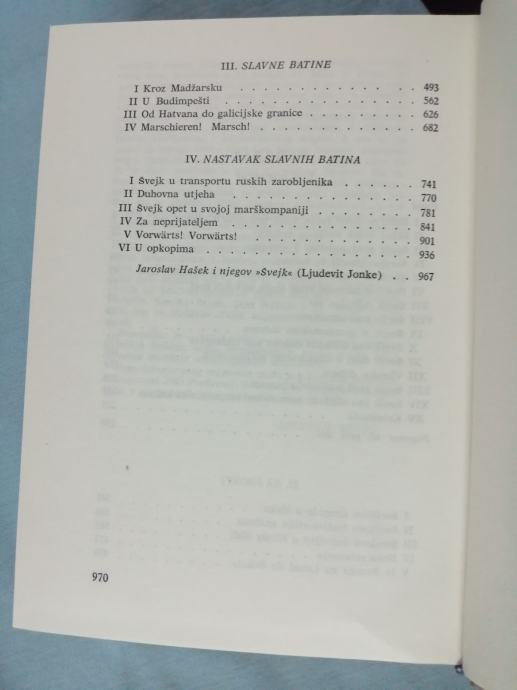 III. SLAVNE BATINE
I Kroz Madžarsku . . . . . . . . . . . 493
II U Budimpešti . . . . . . . . . . . 562
III Od Hatvana do galicijske granice . . . . . . . 626
IV Marschieren! Marsch! . . . . . . . . . . 682
IV. NASTAVAK SLAVNIH BATINA
I Švejk u transportu ruskih zarobljenika . . . . . . 741
II Duhovna utjeha . . . . . . . . . . . 770
III Švejk opet u svojoj marškompaniji . . . . . . . 781
IV Za neprijateljem . . . . . . . . . . . 841
V Vorwärts! Vorwärts! . . . . . . . . . . 901
VI U opkopima . . . . . . . . . . . . 936
Jaroslav Hašek i njegov »Švejk« (Ljudevit Jonke) . . 967
970